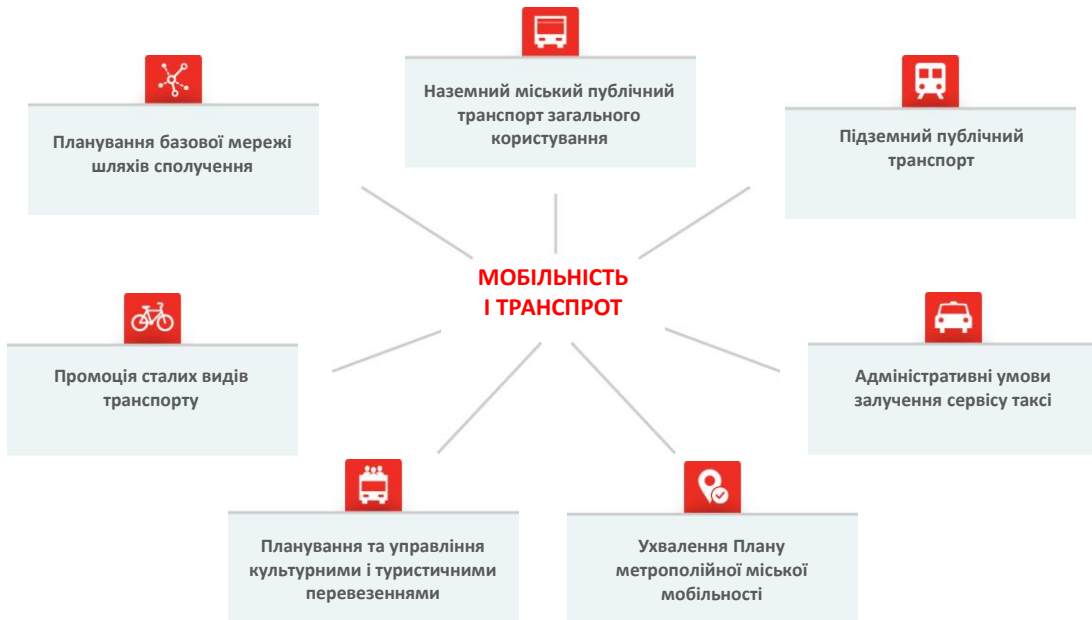 Наземний міський публічний
транспорт загального
користування
Планування базової мережі
шляхів сполучення
Підземний публічний
транспорт
МОБІЛЬНІСТЬ
І ТРАНСПРОТ
Промоція сталих видів
транспорту
Адміністративні умови
залучення сервісу таксі
Планування та управління
культурними і туристичними
перевезеннями
Ухвалення Плану
метрополійної міської
мобільності